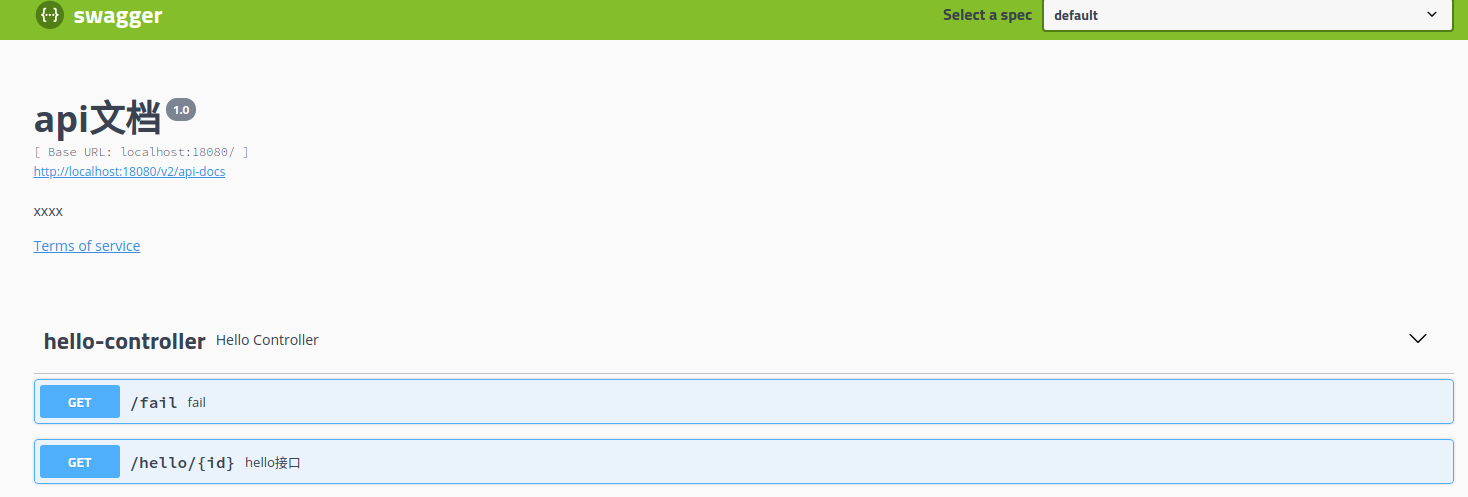 swagger Select a spec default
api文档 1.0
[ Base URL: localhost:18080/ ]
http://localhost:18080/v2/api-docs
xxxx
Terms of service
hello-controller Hello Controller
GET /fail fail
GET /hello/{id} hello接口